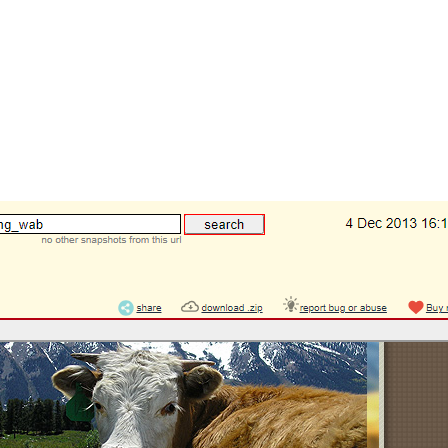 ng_wab
search
4 Dec 2013 16:1
no other snapshots from this url
share
download .zip
report bug or abuse
Buy